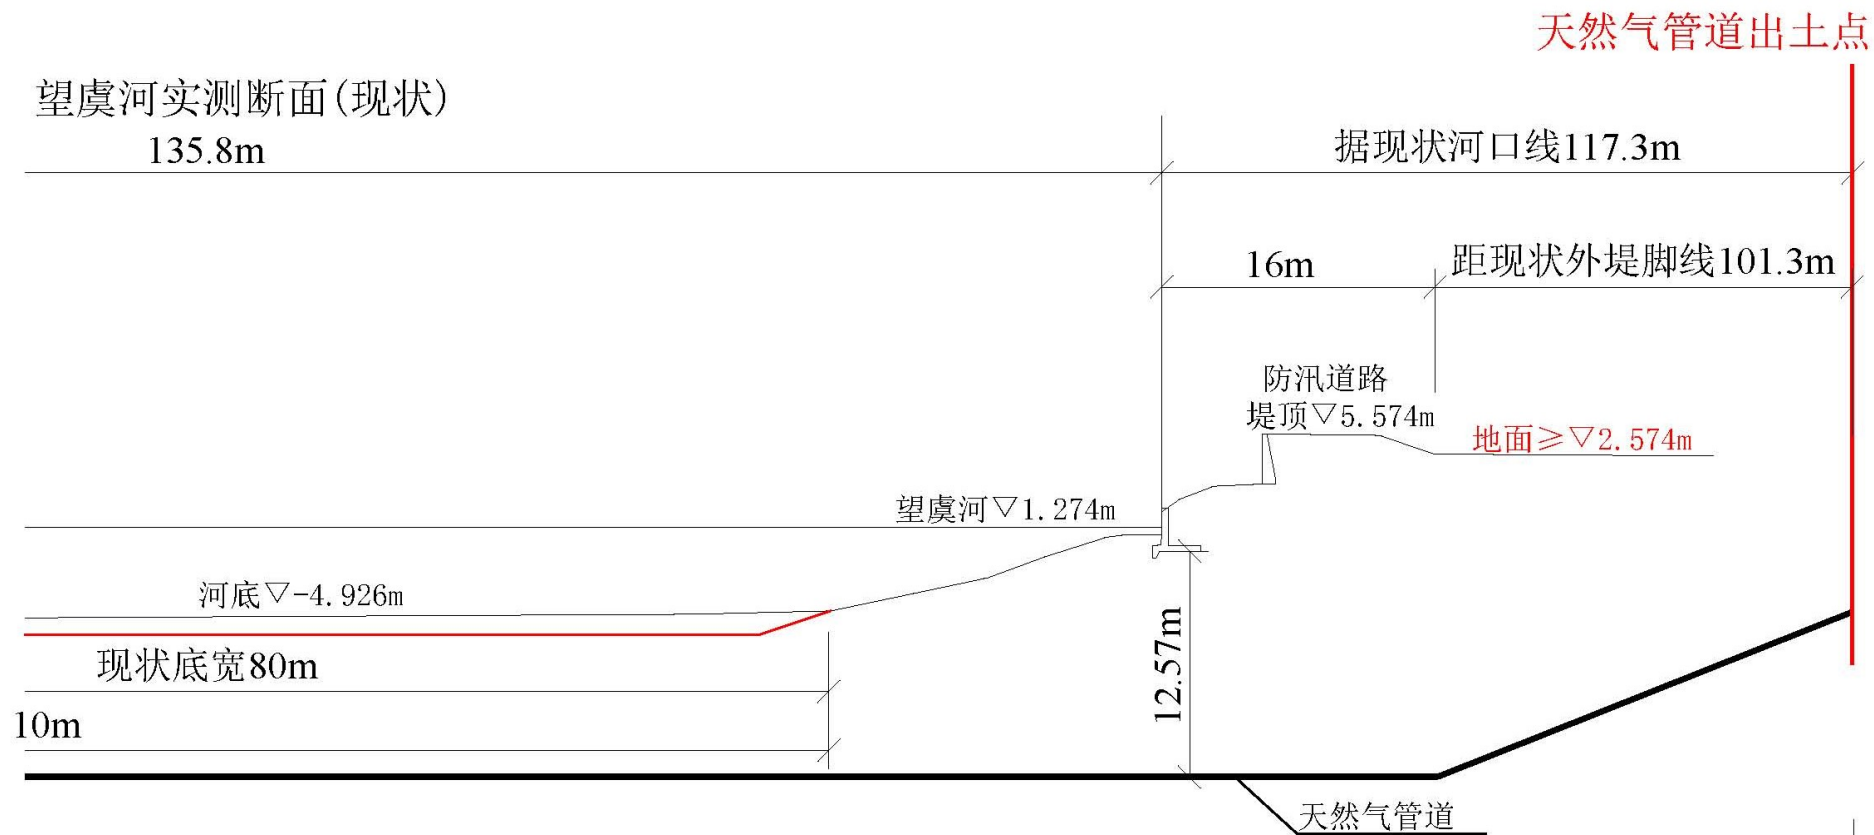 天然气管道出土点
望虞河实测断面(现状)
135.8m
据现状河口线117.3m
16m
距现状外堤脚线101.3m
防汛道路
堤顶▽5.574m
地面≥▽2.574m
望虞河▽1.274m
河底▽-4.926m
12.57m
现状底宽80m
10m
天然气管道